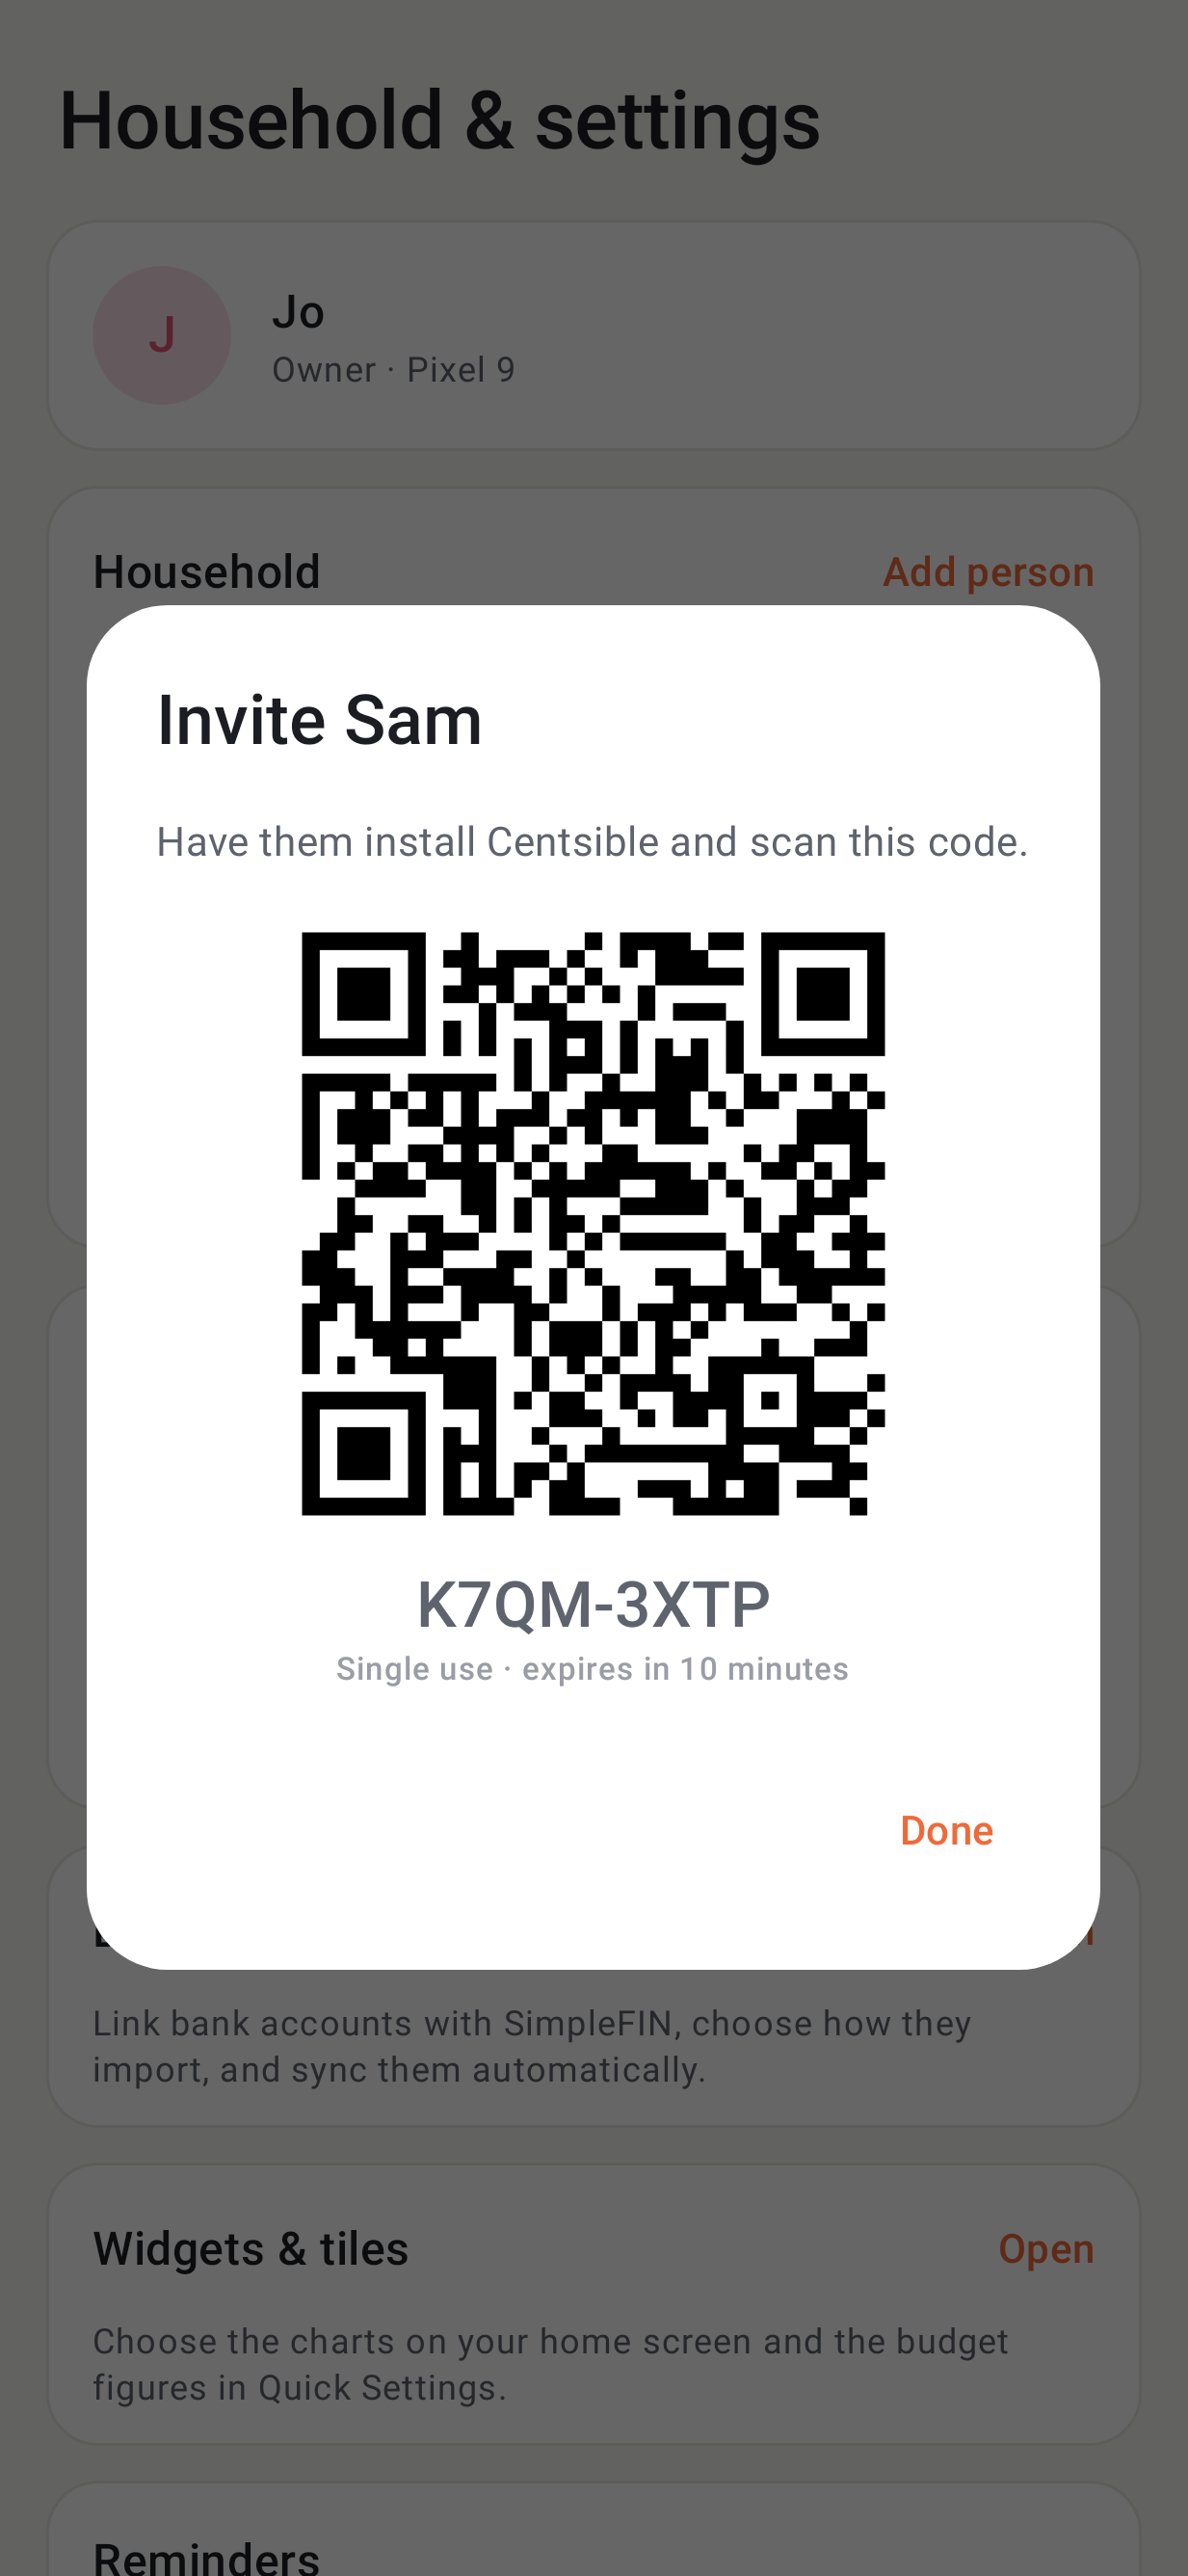 Household & settings
J
Jo
Owner · Pixel 9
Household
Add person
Invite Sam
Have them install Centsible and scan this code.
K7QM-3XTP
Single use · expires in 10 minutes
Done
Link bank accounts with SimpleFIN, choose how they
import, and sync them automatically.
Widgets & tiles
Open
Choose the charts on your home screen and the budget
figures in Quick Settings.
Reminders